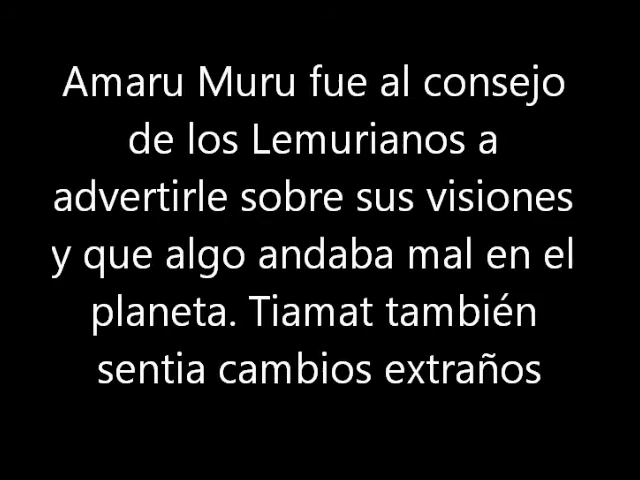 Amaru Muru fue al consejo
de los Lemurianos a
advertirle sobre sus visiones
y que algo andaba mal en el
planeta. Tiamat también
sentia cambios extraños